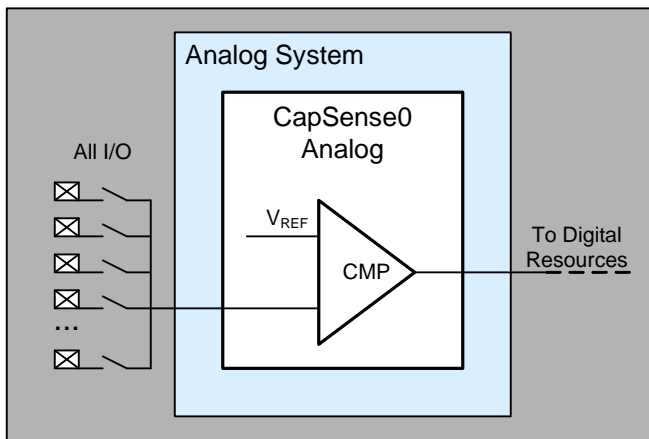 Analog System
CapSense0
Analog
All I/O
VREF
CMP
To Digital
Resources
...